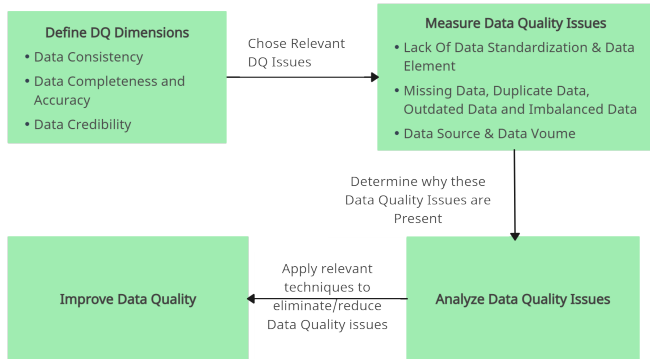 Define DQ Dimensions
• Data Consistency
• Data Completeness and
Accuracy
• Data Credibility
Chose Relevant
DQ Issues
Measure Data Quality Issues
• Lack Of Data Standardization & Data
Element
• Missing Data, Duplicate Data,
Outdated Data and Imbalanced Data
• Data Source & Data Voume
Determine why these
Data Quality Issues are
Present
Analyze Data Quality Issues
Apply relevant
techniques to
eliminate/reduce
Data Quality issues
Improve Data Quality